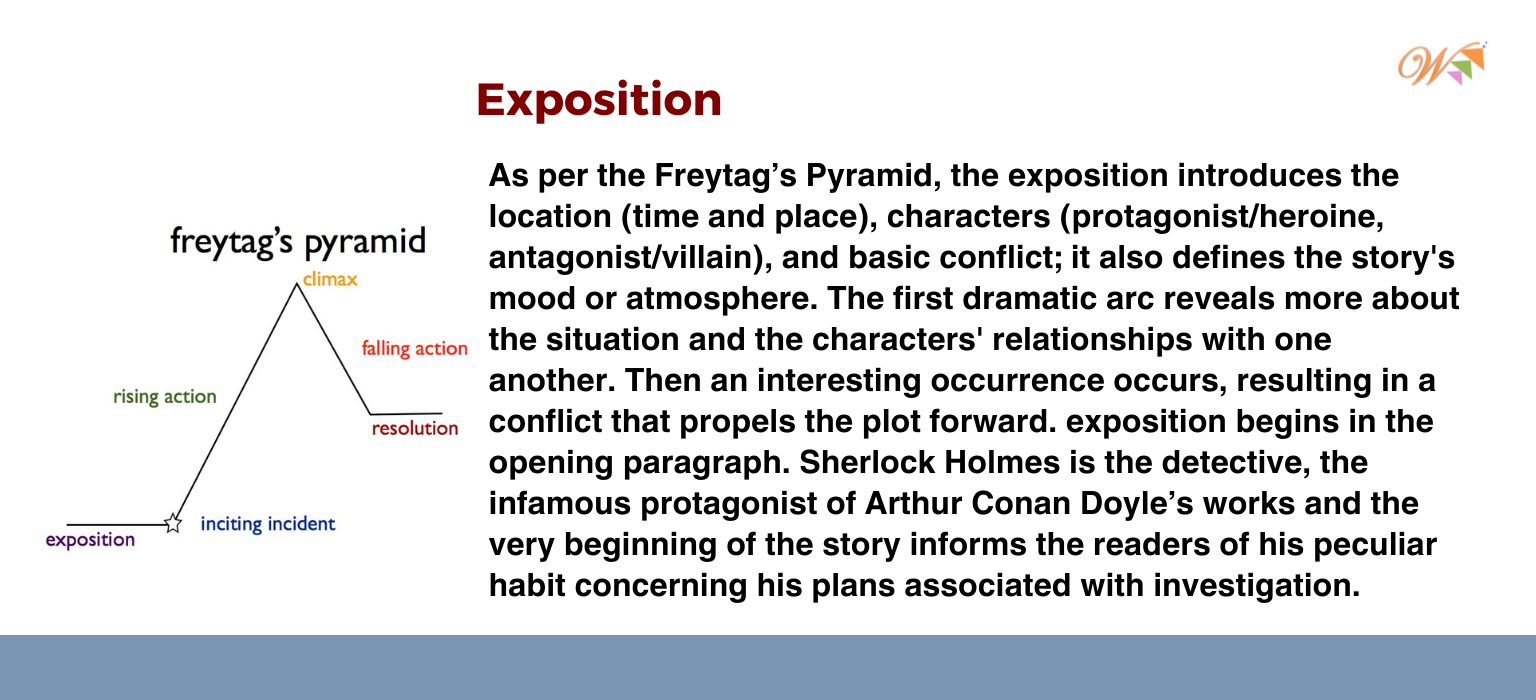 Exposition
As per the Freytag’s Pyramid, the exposition introduces the
location (time and place), characters (protagonist/heroine,
antagonist/villain), and basic conflict; it also defines the story's
mood or atmosphere. The first dramatic arc reveals more about
the situation and the characters' relationships with one
another. Then an interesting occurrence occurs, resulting in a
conflict that propels the plot forward. exposition begins in the
opening paragraph. Sherlock Holmes is the detective, the
infamous protagonist of Arthur Conan Doyle’s works and the
very beginning of the story informs the readers of his peculiar
habit concerning his plans associated with investigation.
freytag’s pyramid
climax
falling action
rising action
resolution
inciting incident
exposition
W